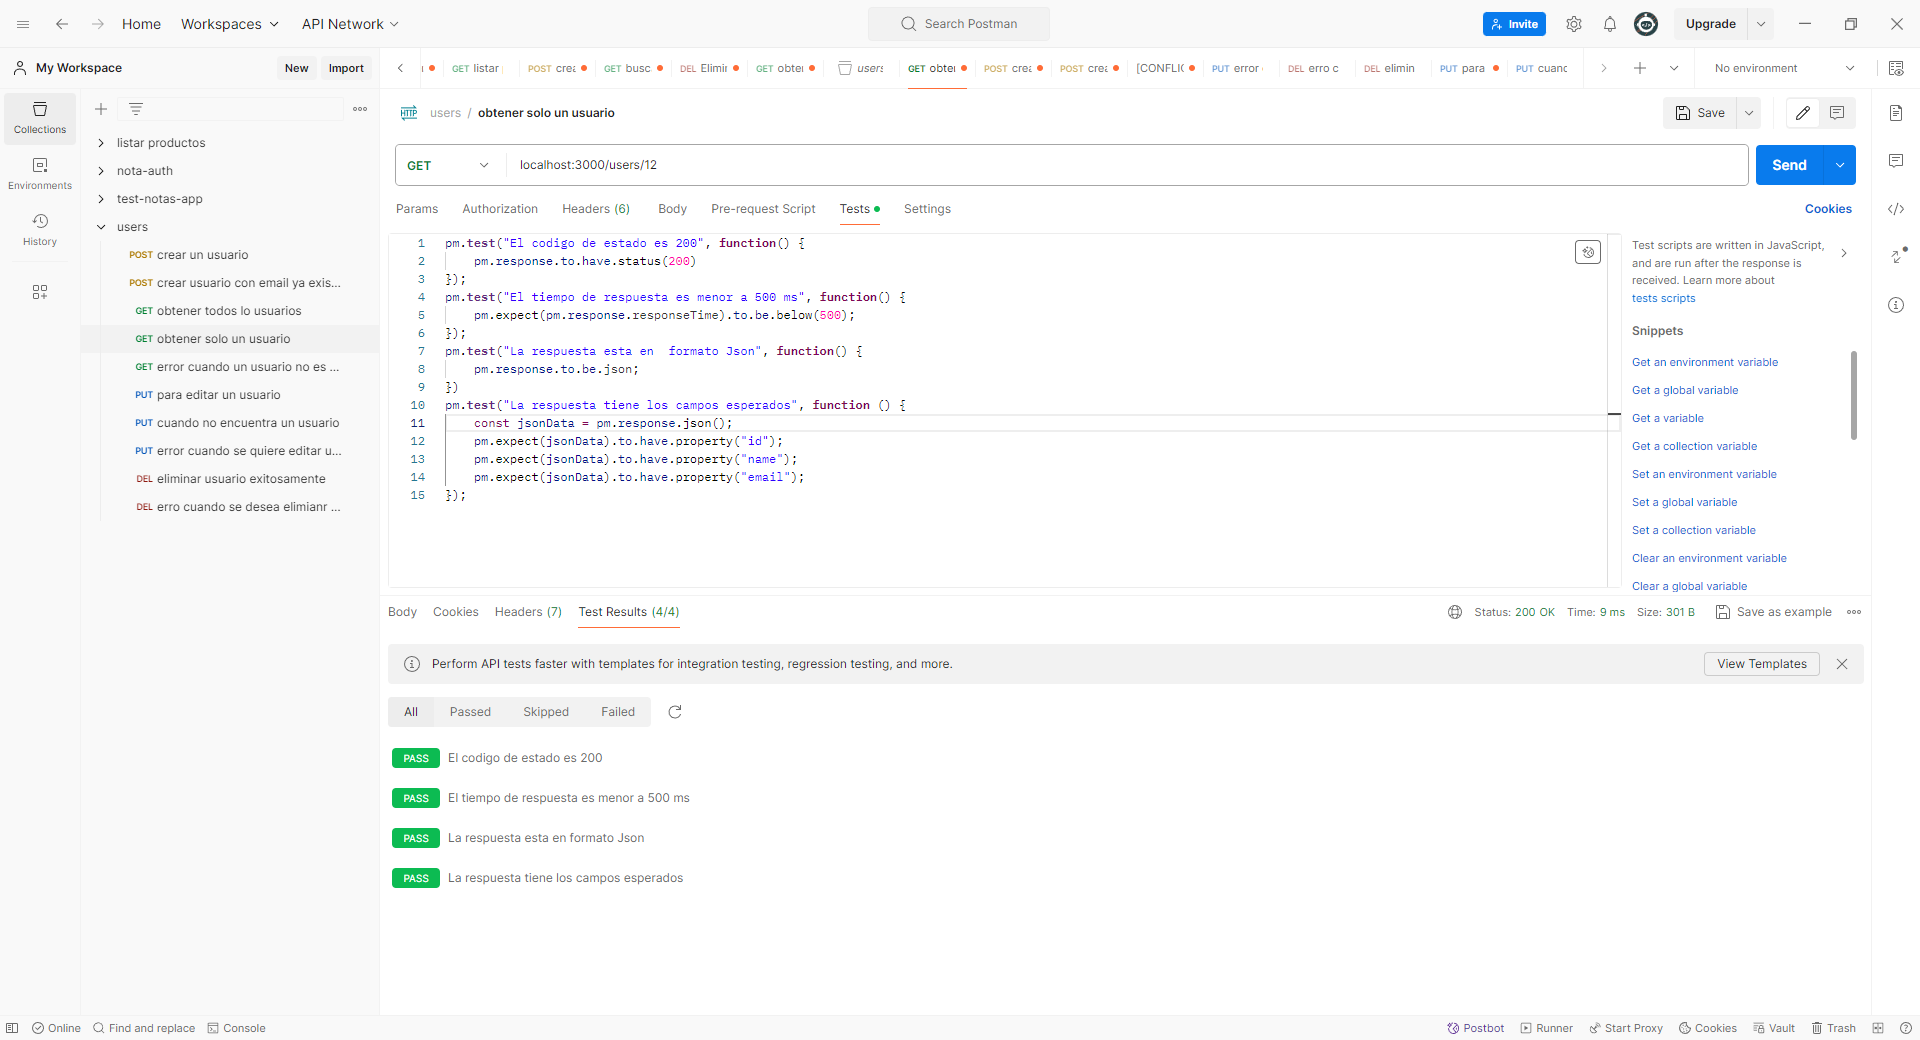 Home
Workspaces
API Network
Search Postman
Invite
Upgrade
My Workspace
New
Import
GET listar
POST crea
GET busc
DEL Elimir
GET obter
users
GET obter
POST crea
POST crea
[CONFLIC
PUT error
DEL erro c
DEL elimin
PUT para
PUT cuanc
No environment
Collections
Environments
History
listar productos
nota-auth
test-notas-app
users
POST crear un usuario
POST crear usuario con email ya exis...
GET obtener todos lo usuarios
GET obtener solo un usuario
GET error cuando un usuario no es ...
PUT para editar un usuario
PUT cuando no encuentra un usuario
PUT error cuando se quiere editar u...
DEL eliminar usuario exitosamente
DEL erro cuando se desea elimianr ...
HTTP users / obtener solo un usuario
Save
GET localhost:3000/users/12
Send
Params Authorization Headers (6) Body Pre-request Script Tests Settings
Cookies
1 pm.test("El codigo de estado es 200", function() {
2 pm.response.to.have.status(200)
3 });
4 pm.test("El tiempo de respuesta es menor a 500 ms", function() {
5 pm.expect(pm.response.responseTime).to.be.below(500);
6 });
7 pm.test("La respuesta esta en  formato Json", function() {
8 pm.response.to.be.json;
9 })
10 pm.test("La respuesta tiene los campos esperados", function () {
11 const jsonData = pm.response.json();
12 pm.expect(jsonData).to.have.property("id");
13 pm.expect(jsonData).to.have.property("name");
14 pm.expect(jsonData).to.have.property("email");
15 });
Test scripts are written in JavaScript,
and are run after the response is
received. Learn more about
tests scripts
Snippets
Get an environment variable
Get a global variable
Get a variable
Get a collection variable
Set an environment variable
Set a global variable
Set a collection variable
Clear an environment variable
Clear a global variable
Body Cookies Headers (7) Test Results (4/4)
Status: 200 OK Time: 9 ms Size: 301 B
Save as example
Perform API tests faster with templates for integration testing, regression testing, and more.
View Templates
All Passed Skipped Failed
PASS El codigo de estado es 200
PASS El tiempo de respuesta es menor a 500 ms
PASS La respuesta esta en formato Json
PASS La respuesta tiene los campos esperados
Online
Find and replace
Console
Postbot
Runner
Start Proxy
Cookies
Vault
Trash